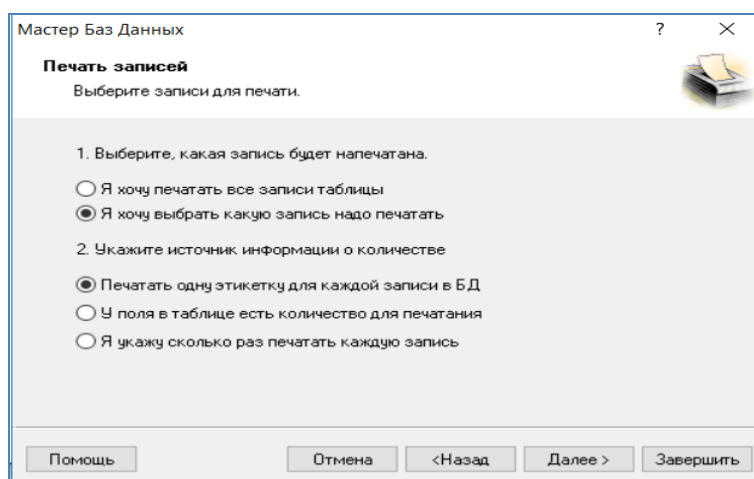 Мастер Баз Данных ?
Печать записей
Выберите записи для печати.
1. Выберите, какая запись будет напечатана.
Я хочу печатать все записи таблицы
Я хочу выбрать какую запись надо печатать
2. Укажите источник информации о количестве
Печатать одну этикетку для каждой записи в БД
У поля в таблице есть количество для печатания
Я укажу сколько раз печатать каждую запись
Помощь Отмена <Назад Далее > Завершить